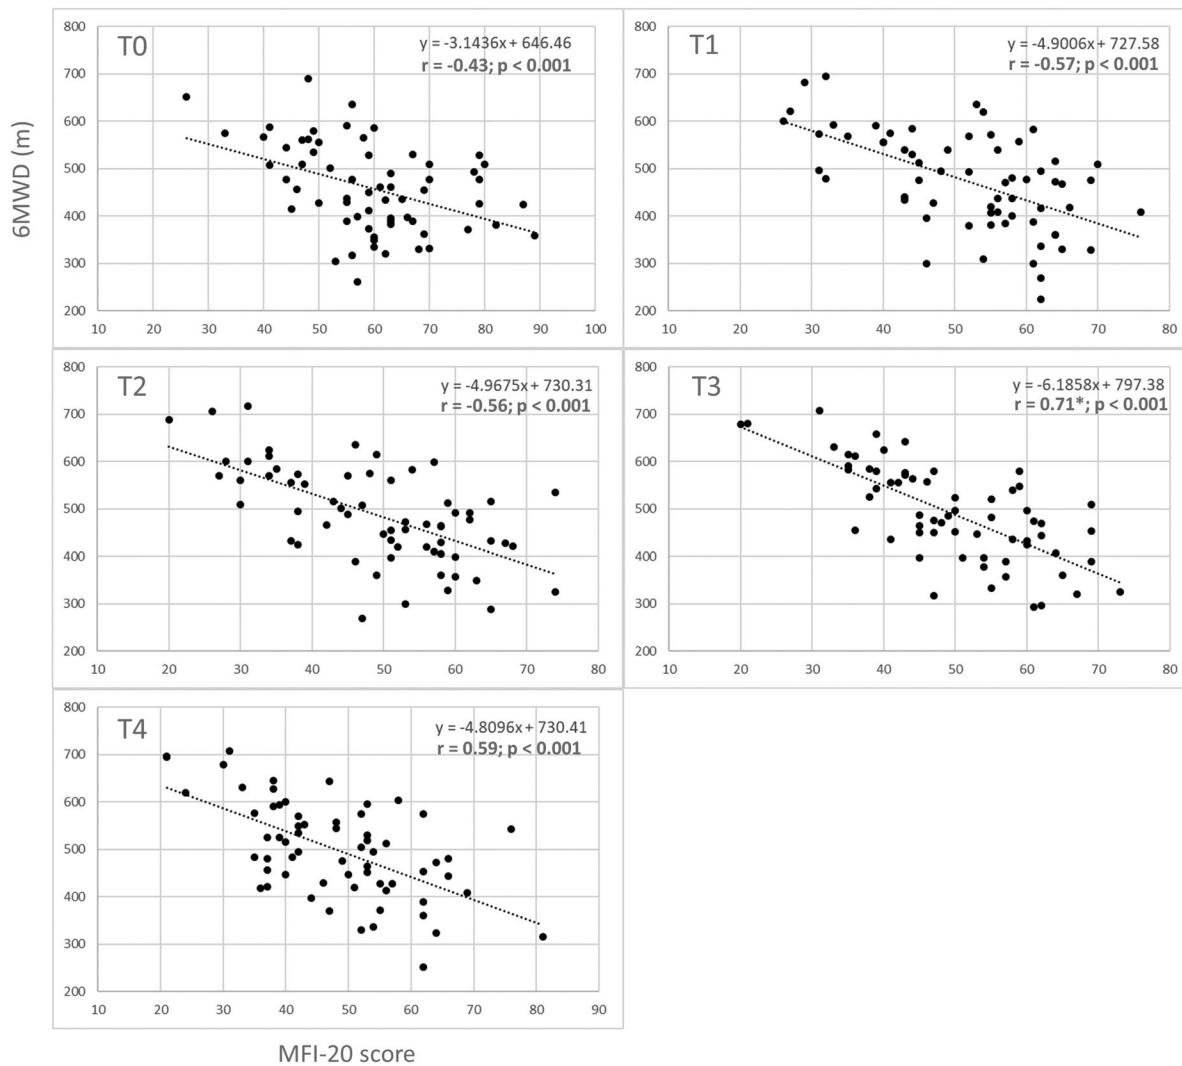 6MWD (m)
T0
y = -3.1436x + 646.46
r = -0.43; p < 0.001
800
700
600
500
400
300
200
10 20 30 40 50 60 70 80 90 100
T1
y = -4.9006x + 727.58
r = -0.57; p < 0.001
800
700
600
500
400
300
200
10 20 30 40 50 60 70 80
T2
y = -4.9675x + 730.31
r = -0.56; p < 0.001
800
700
600
500
400
300
200
10 20 30 40 50 60 70 80
T3
y = -6.1858x + 797.38
r = 0.71*; p < 0.001
800
700
600
500
400
300
200
10 20 30 40 50 60 70 80
T4
y = -4.8096x + 730.41
r = 0.59; p < 0.001
800
700
600
500
400
300
200
10 20 30 40 50 60 70 80 90
MFI-20 score